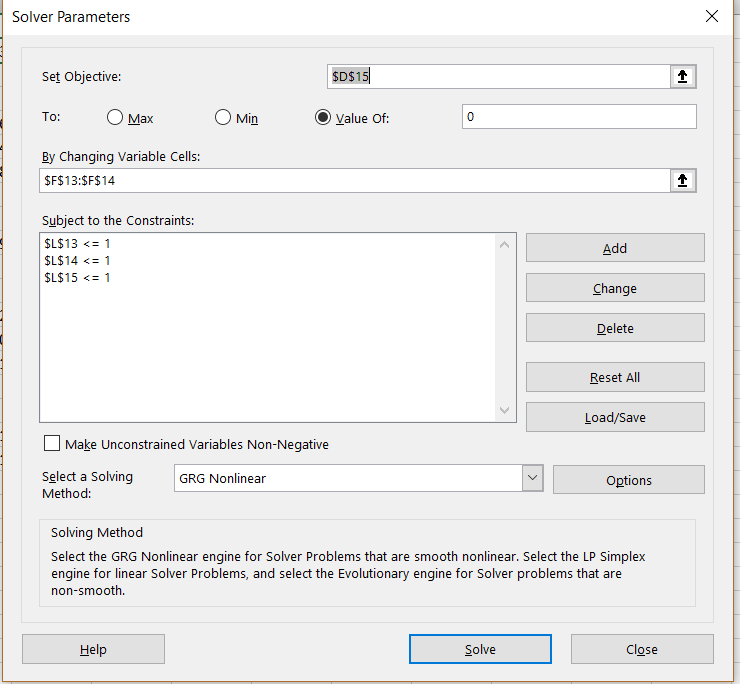 Solver Parameters
Set Objective:
$D$15
To:
Max
Min
Value Of:
0
By Changing Variable Cells:
$F$13:$F$14
Subject to the Constraints:
$L$13 <= 1
$L$14 <= 1
$L$15 <= 1
Add
Change
Delete
Reset All
Load/Save
Make Unconstrained Variables Non-Negative
Select a Solving
Method:
GRG Nonlinear
Options
Solving Method
Select the GRG Nonlinear engine for Solver Problems that are smooth nonlinear. Select the LP Simplex
engine for linear Solver Problems, and select the Evolutionary engine for Solver problems that are
non-smooth.
Help
Solve
Close